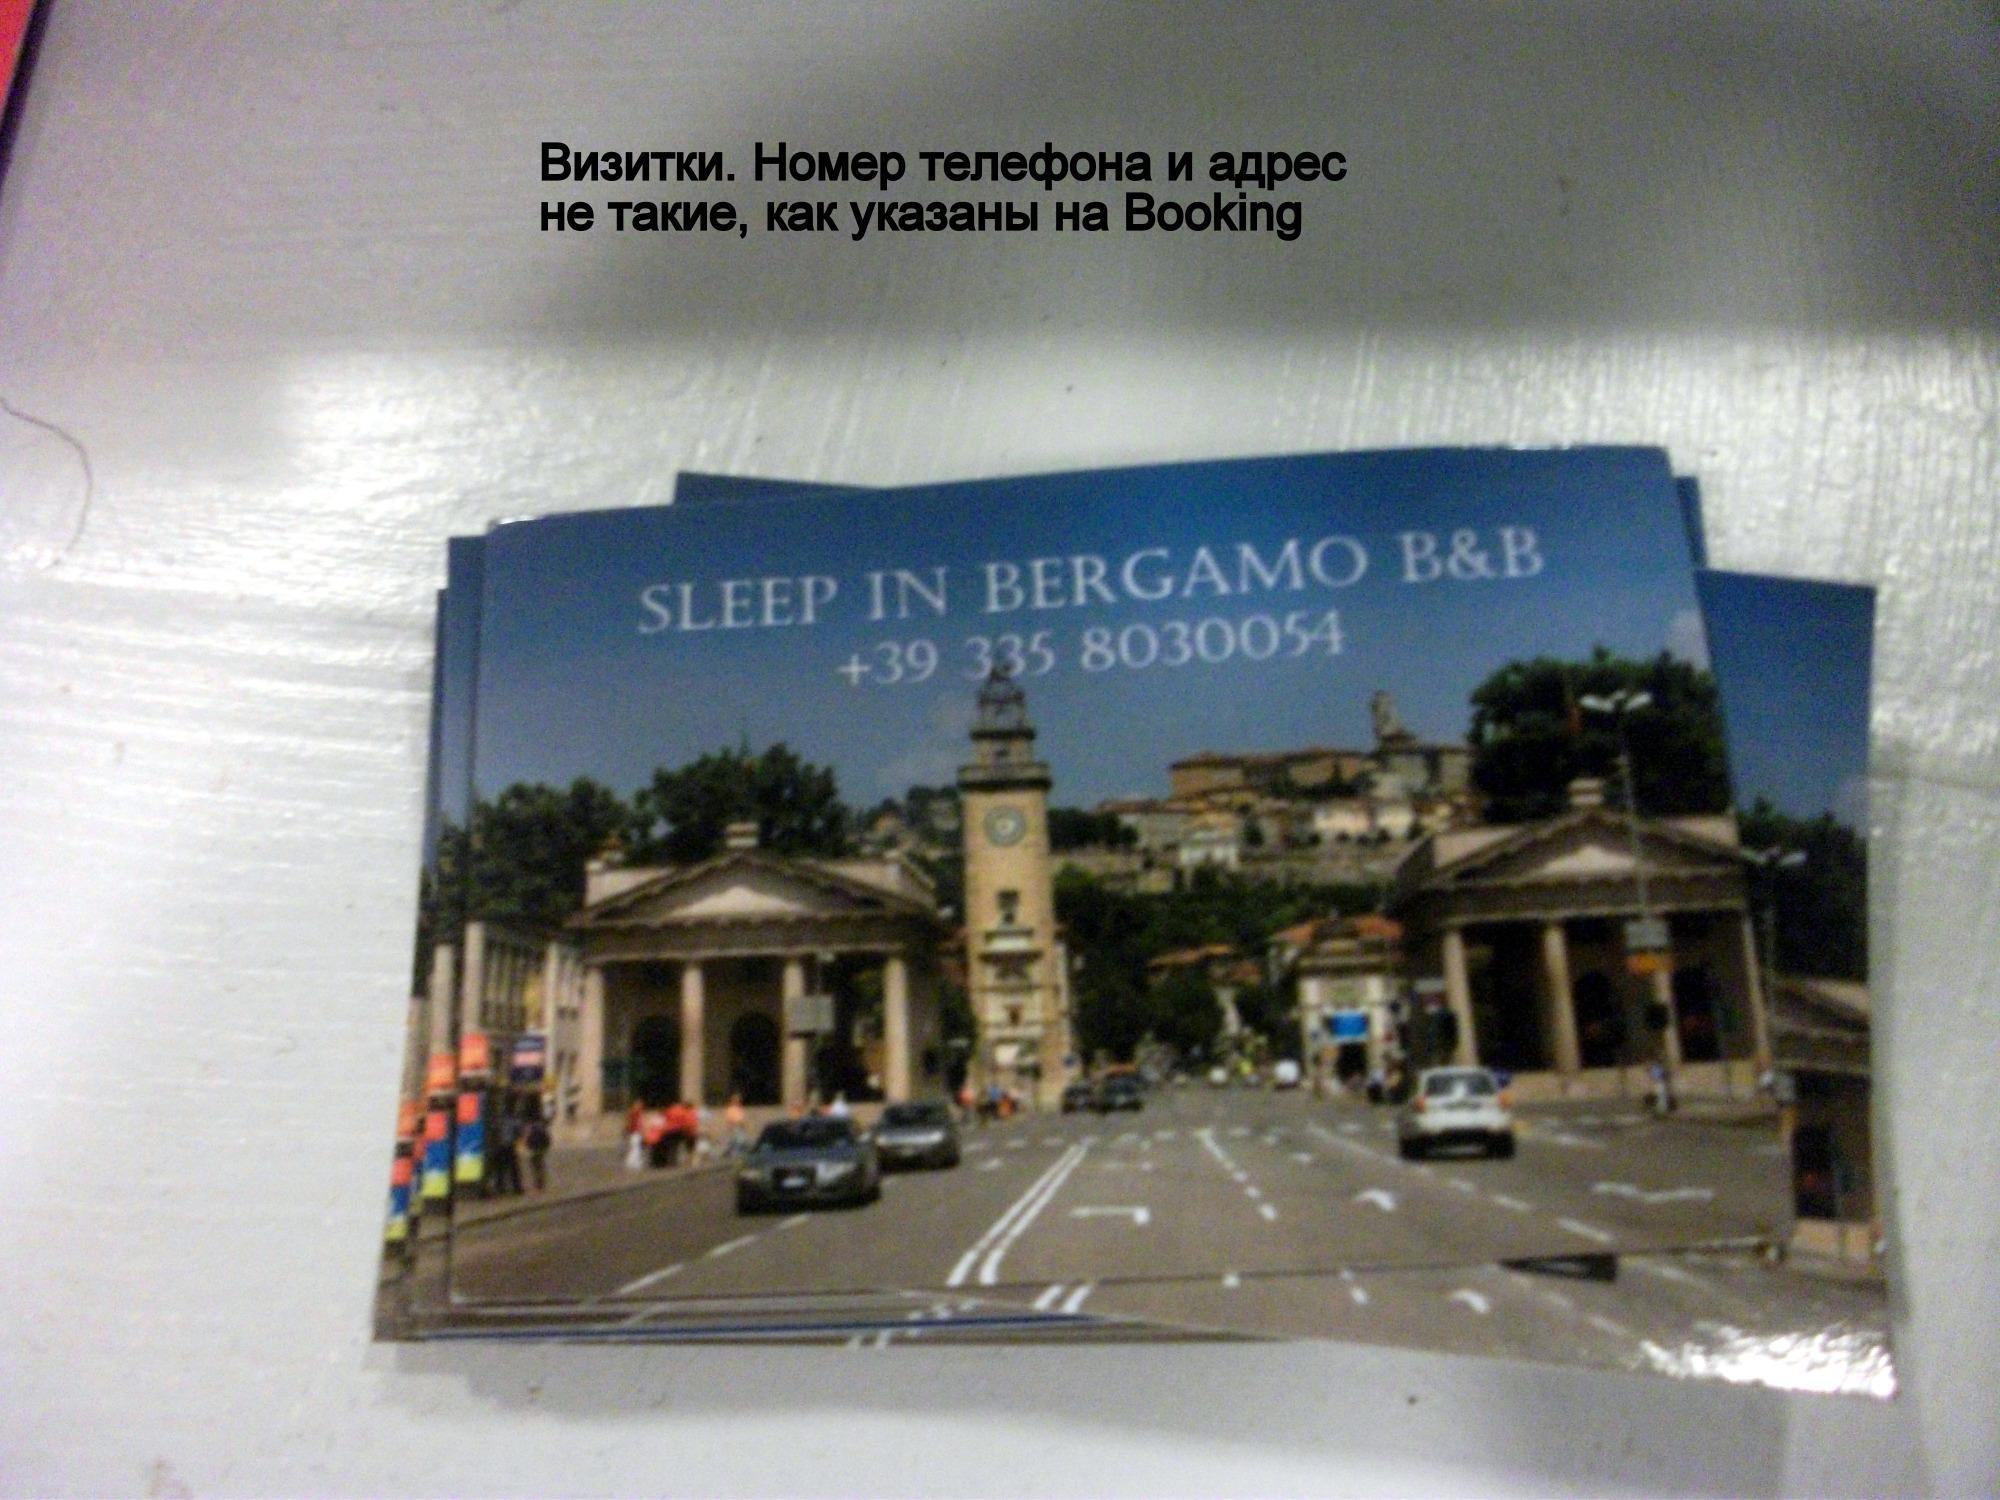 Визитки. Номер телефона и адрес
не такие, как указаны на Booking
SLEEP IN BERGAMO B&B
+39 335 8030054